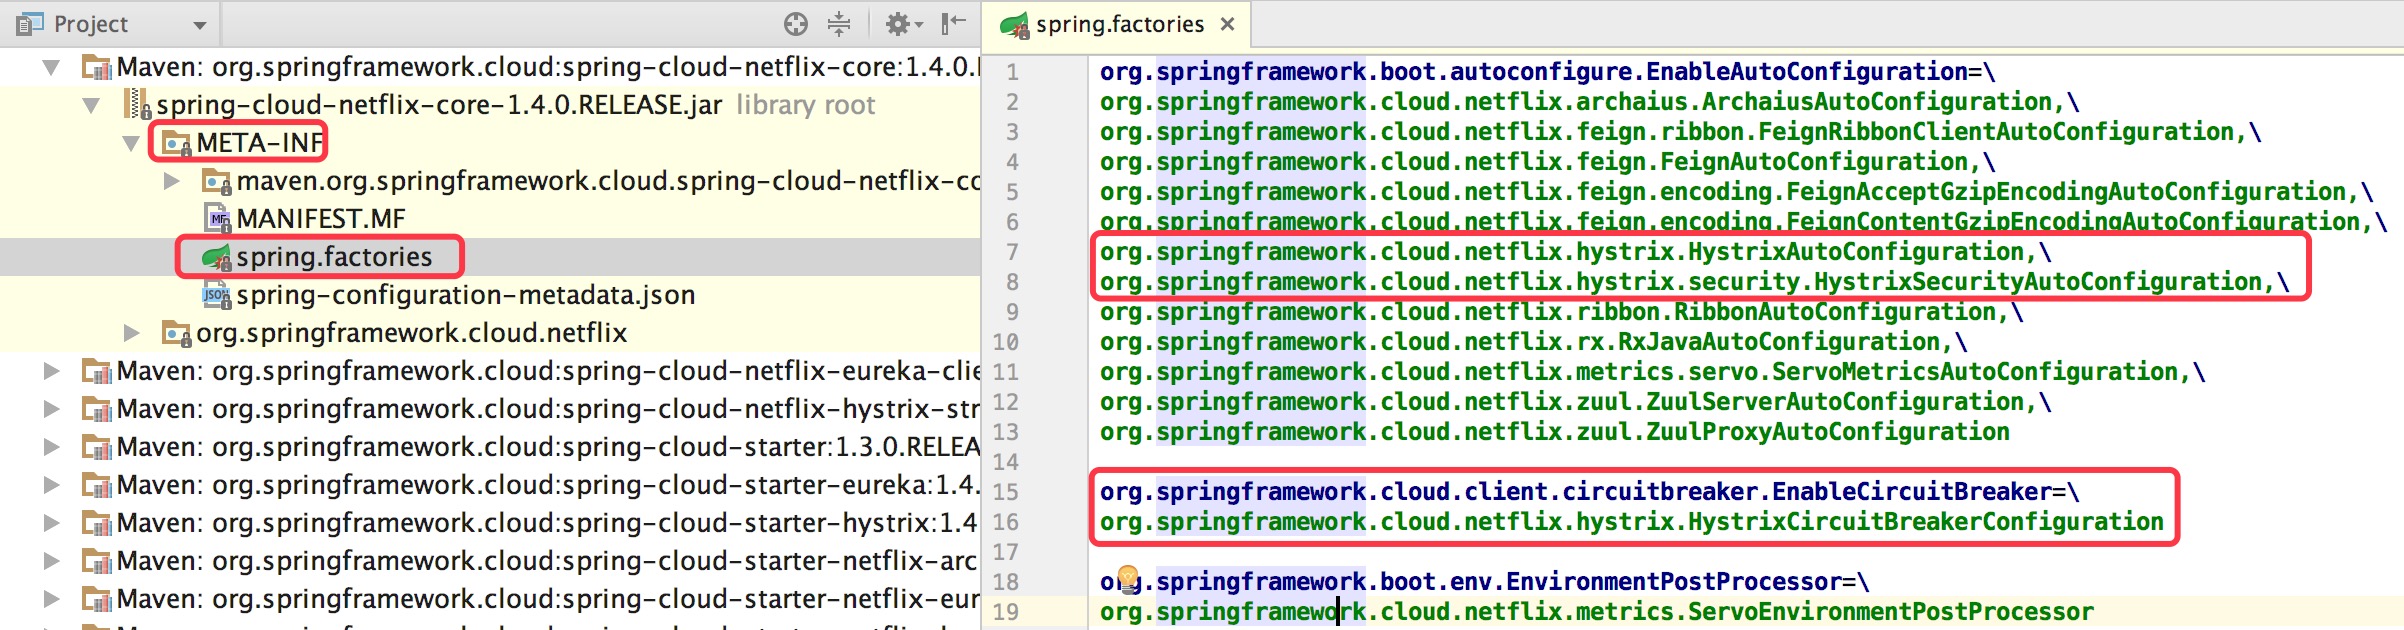 Project
Maven: org.springframework.cloud:spring-cloud-netflix-core:1.4.0.
spring-cloud-netflix-core-1.4.0.RELEASE.jar library root
META-INF
maven.org.springframework.cloud.spring-cloud-netflix-co
MANIFEST.MF
spring.factories
spring-configuration-metadata.json
org.springframework.cloud.netflix
Maven: org.springframework.cloud:spring-cloud-netflix-eureka-clie
Maven: org.springframework.cloud:spring-cloud-netflix-hystrix-str
Maven: org.springframework.cloud:spring-cloud-starter:1.3.0.RELEA
Maven: org.springframework.cloud:spring-cloud-starter-eureka:1.4.
Maven: org.springframework.cloud:spring-cloud-starter-hystrix:1.4
Maven: org.springframework.cloud:spring-cloud-starter-netflix-arc
Maven: org.springframework.cloud:spring-cloud-starter-netflix-eur
spring.factories
1 org.springframework.boot.autoconfigure.EnableAutoConfiguration=\
2 org.springframework.cloud.netflix.archaius.ArchaiusAutoConfiguration,\
3 org.springframework.cloud.netflix.feign.ribbon.FeignRibbonClientAutoConfiguration,\
4 org.springframework.cloud.netflix.feign.FeignAutoConfiguration,\
5 org.springframework.cloud.netflix.feign.encoding.FeignAcceptGzipEncodingAutoConfiguration,\
6 org.springframework.cloud.netflix.feign.encoding.FeignContentGzipEncodingAutoConfiguration,\
7 org.springframework.cloud.netflix.hystrix.HystrixAutoConfiguration,\
8 org.springframework.cloud.netflix.hystrix.security.HystrixSecurityAutoConfiguration,\
9 org.springframework.cloud.netflix.ribbon.RibbonAutoConfiguration,\
10 org.springframework.cloud.netflix.rx.RxJavaAutoConfiguration,\
11 org.springframework.cloud.netflix.metrics.servo.ServoMetricsAutoConfiguration,\
12 org.springframework.cloud.netflix.zuul.ZuulServerAutoConfiguration,\
13 org.springframework.cloud.netflix.zuul.ZuulProxyAutoConfiguration
14
15 org.springframework.cloud.client.circuitbreaker.EnableCircuitBreaker=\
16 org.springframework.cloud.netflix.hystrix.HystrixCircuitBreakerConfiguration
17
18 org.springframework.boot.env.EnvironmentPostProcessor=\
19 org.springframework.cloud.netflix.metrics.ServoEnvironmentPostProcessor